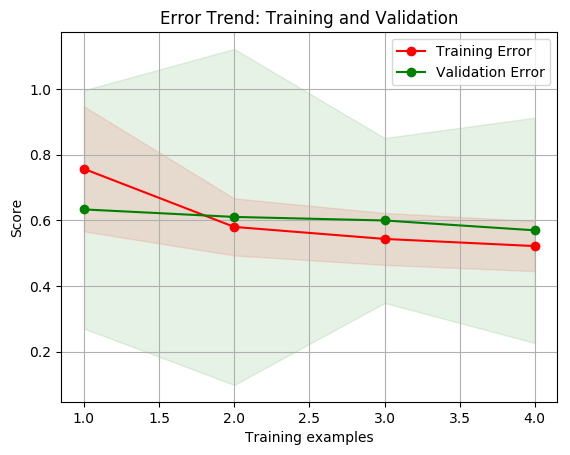 Error Trend: Training and Validation
Training Error
Validation Error
Score
1.0
0.8
0.6
0.4
0.2
1.0 1.5 2.0 2.5 3.0 3.5 4.0
Training examples